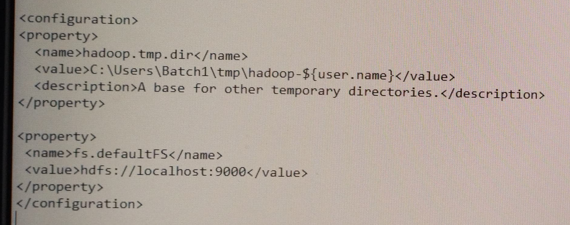 <configuration>
<property>
<name>hadoop.tmp.dir</name>
<value>C:\Users\Batch1\tmp\hadoop-${user.name}</value>
<description>A base for other temporary directories.</description>
</property>
<property>
<name>fs.defaultFS</name>
<value>hdfs://localhost:9000</value>
</property>
</configuration>